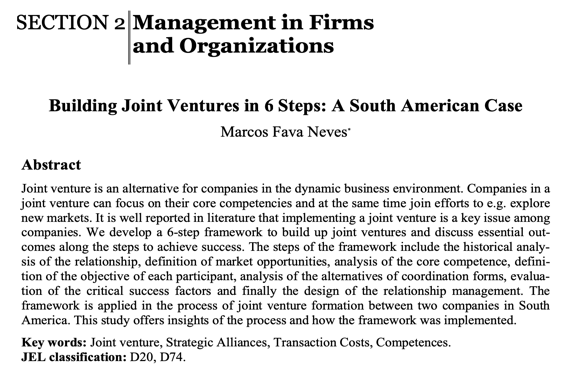 SECTION 2 Management in Firms
and Organizations
Building Joint Ventures in 6 Steps: A South American Case
Marcos Fava Neves*
Abstract
Joint venture is an alternative for companies in the dynamic business environment. Companies in a
joint venture can focus on their core competencies and at the same time join efforts to e.g. explore
new markets. It is well reported in literature that implementing a joint venture is a key issue among
companies. We develop a 6-step framework to build up joint ventures and discuss essential out-
comes along the steps to achieve success. The steps of the framework include the historical analy-
sis of the relationship, definition of market opportunities, analysis of the core competence, defini-
tion of the objective of each participant, analysis of the alternatives of coordination forms, evalua-
tion of the critical success factors and finally the design of the relationship management. The
framework is applied in the process of joint venture formation between two companies in South
America. This study offers insights of the process and how the framework was implemented.
Key words: Joint venture, Strategic Alliances, Transaction Costs, Competences.
JEL classification: D20, D74.